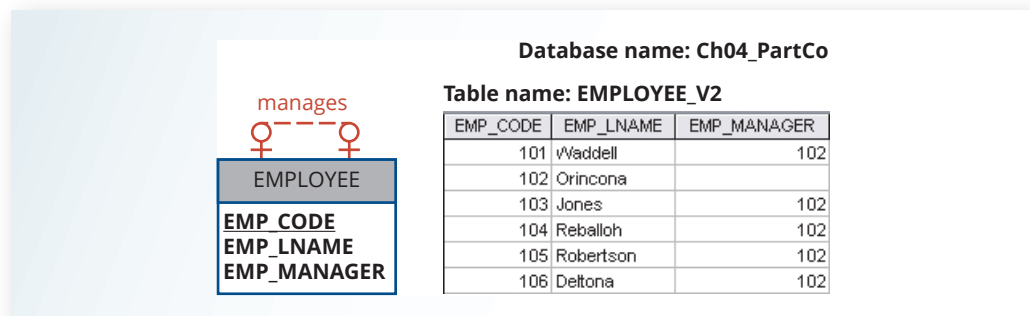 Database name: Ch04_PartCo
manages
EMPLOYEE
EMP_CODE
EMP_LNAME
EMP_MANAGER
Table name: EMPLOYEE_V2
EMP_CODE EMP_LNAME EMP_MANAGER
101 Waddell 102
102 Orincona
103 Jones 102
104 Reballoh 102
105 Robertson 102
106 Deltona 102